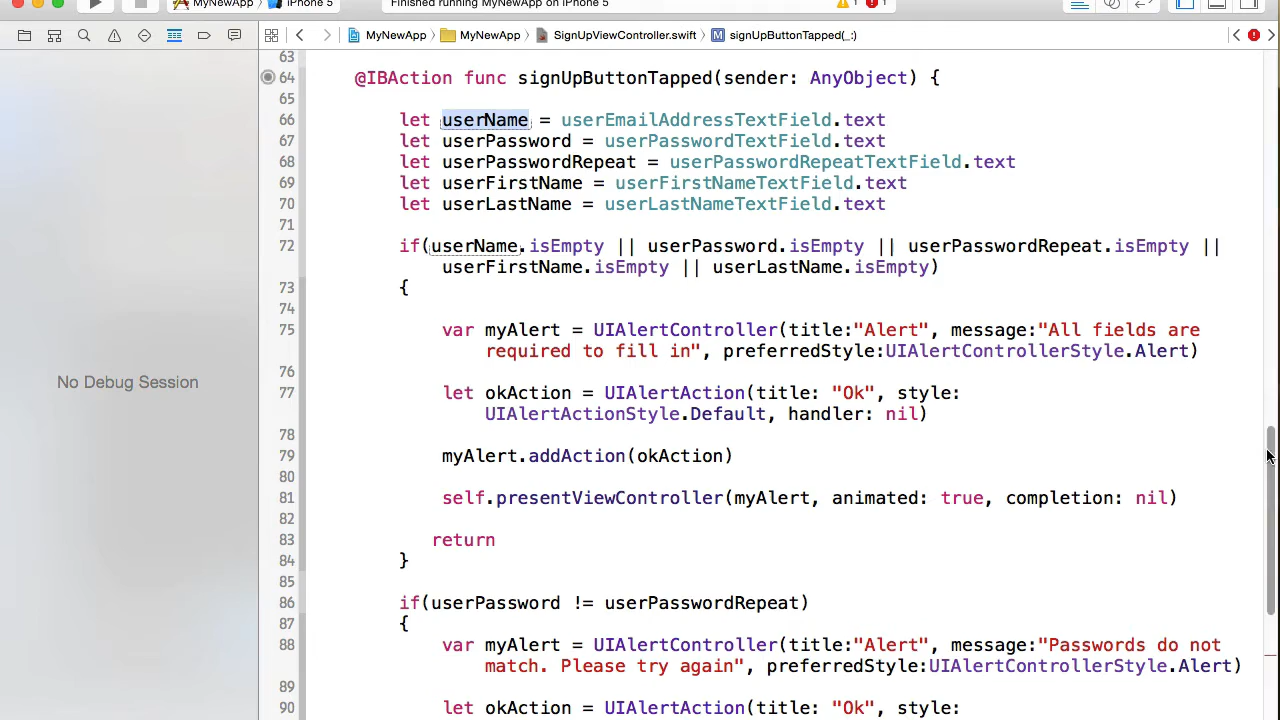 MyNewApp iPhone 5 Finished running MyNewApp on iPhone 5 1 1
MyNewApp MyNewApp SignUpViewController.swift M signUpButtonTapped(_:)
63
64 @IBAction func signUpButtonTapped(sender: AnyObject) {
65
66 let userName = userEmailAddressTextField.text
67 let userPassword = userPasswordTextField.text
68 let userPasswordRepeat = userPasswordRepeatTextField.text
69 let userFirstName = userFirstNameTextField.text
70 let userLastName = userLastNameTextField.text
71
72 if(userName.isEmpty || userPassword.isEmpty || userPasswordRepeat.isEmpty ||
userFirstName.isEmpty || userLastName.isEmpty)
73 {
74
75 var myAlert = UIAlertController(title:"Alert", message:"All fields are
required to fill in", preferredStyle:UIAlertControllerStyle.Alert)
76
No Debug Session
77 let okAction = UIAlertAction(title: "Ok", style:
UIAlertActionStyle.Default, handler: nil)
78
79 myAlert.addAction(okAction)
80
81 self.presentViewController(myAlert, animated: true, completion: nil)
82
83 return
84 }
85
86 if(userPassword != userPasswordRepeat)
87 {
88 var myAlert = UIAlertController(title:"Alert", message:"Passwords do not
match. Please try again", preferredStyle:UIAlertControllerStyle.Alert)
89
90 let okAction = UIAlertAction(title: "Ok", style: